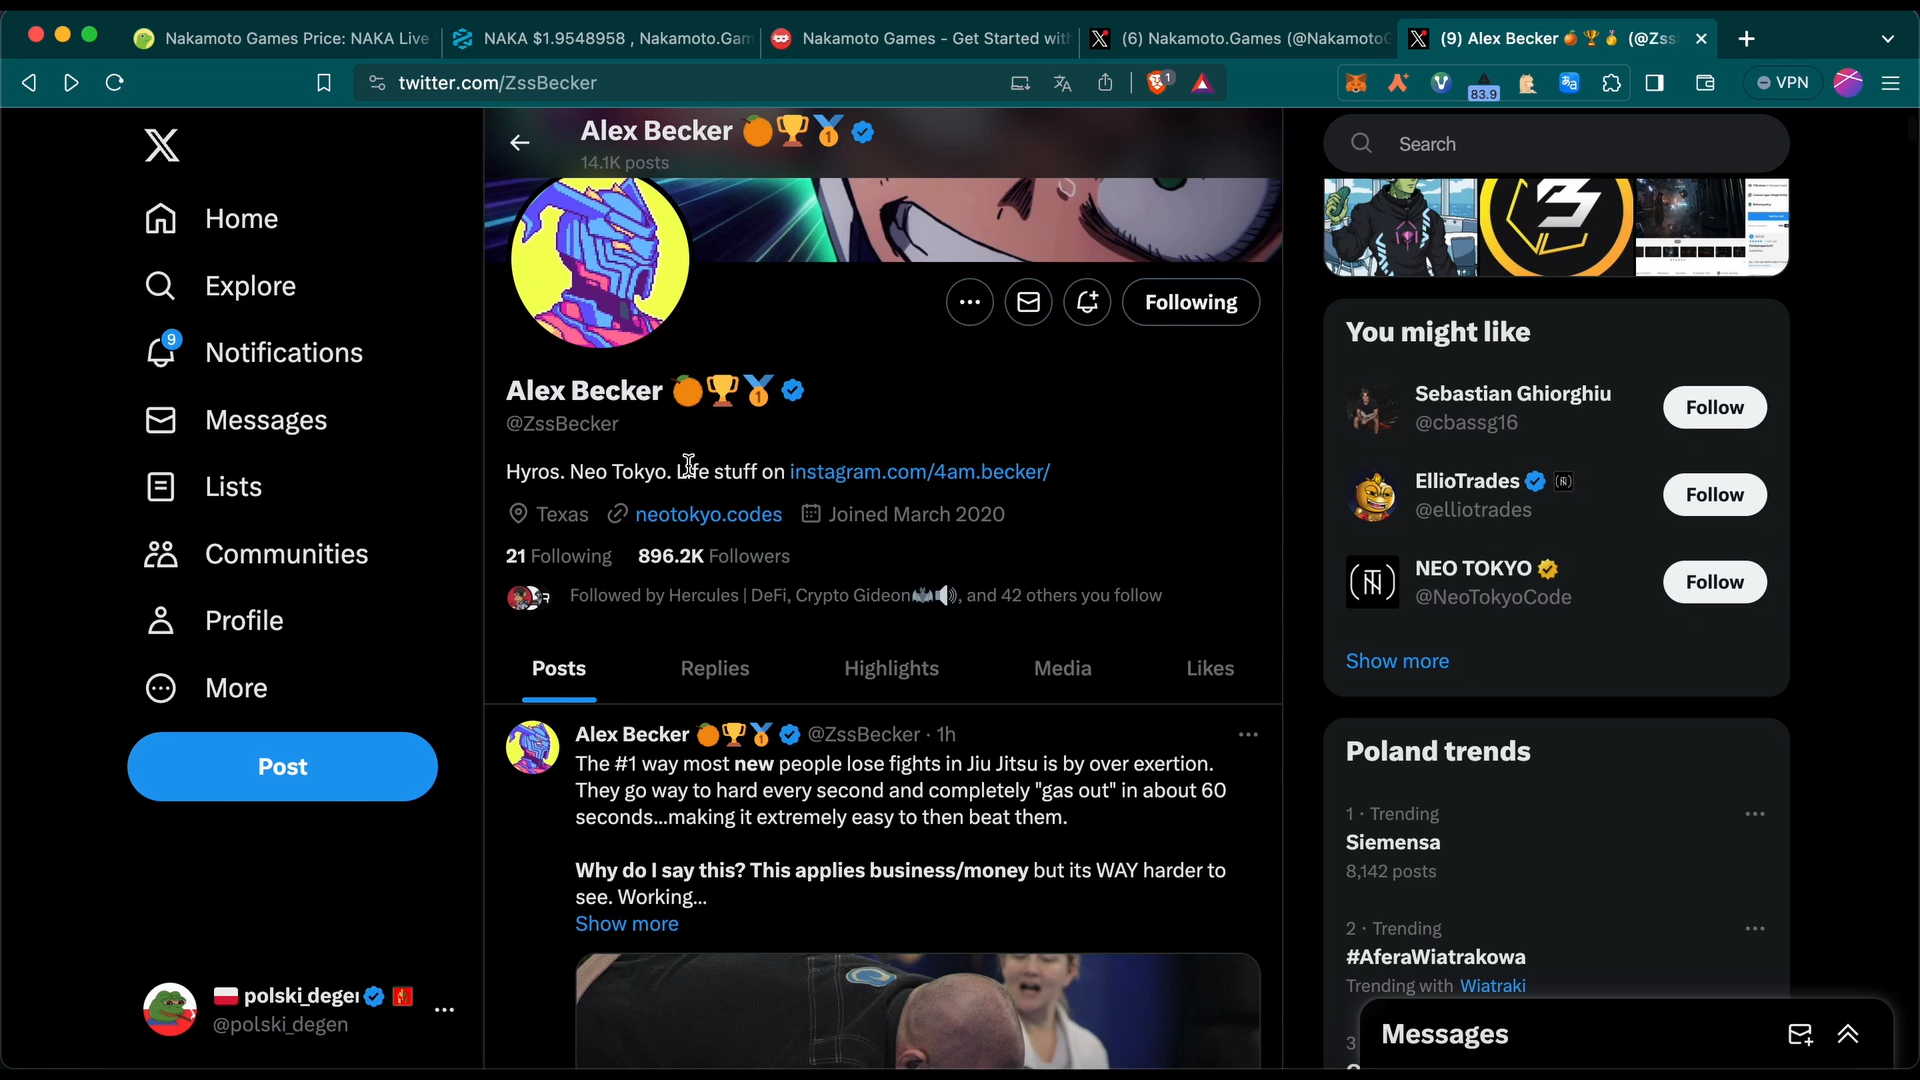 Nakamoto Games Price: NAKA Live
NAKA $1.9548958 , Nakamoto.Gam
Nakamoto Games - Get Started with
(6) Nakamoto.Games (@NakamotoC
(9) Alex Becker 🍊🏆🥇 (@Zss
twitter.com/ZssBecker
1
83.9
VPN
Alex Becker 🍊🏆🥇
14.1K posts
Search
Home
Explore
9
Notifications
Messages
Lists
Communities
Profile
More
Post
polski_degen
@polski_degen
Following
Alex Becker 🍊🏆🥇
@ZssBecker
Hyros. Neo Tokyo. Life stuff on instagram.com/4am.becker/
Texas neotokyo.codes Joined March 2020
21 Following 896.2K Followers
Followed by Hercules | DeFi, Crypto Gideon🦇🔊, and 42 others you follow
Posts Replies Highlights Media Likes
Alex Becker 🍊🏆🥇 @ZssBecker · 1h
The #1 way most new people lose fights in Jiu Jitsu is by over exertion.
They go way to hard every second and completely "gas out" in about 60
seconds...making it extremely easy to then beat them.
Why do I say this? This applies business/money but its WAY harder to
see. Working...
Show more
You might like
Sebastian Ghiorghiu
@cbassg16
Follow
EllioTrades
@elliotrades
Follow
NEO TOKYO
@NeoTokyoCode
Follow
Show more
Poland trends
1 · Trending
Siemensa
8,142 posts
2 · Trending
#AferaWiatrakowa
Trending with Wiatraki
3
Messages